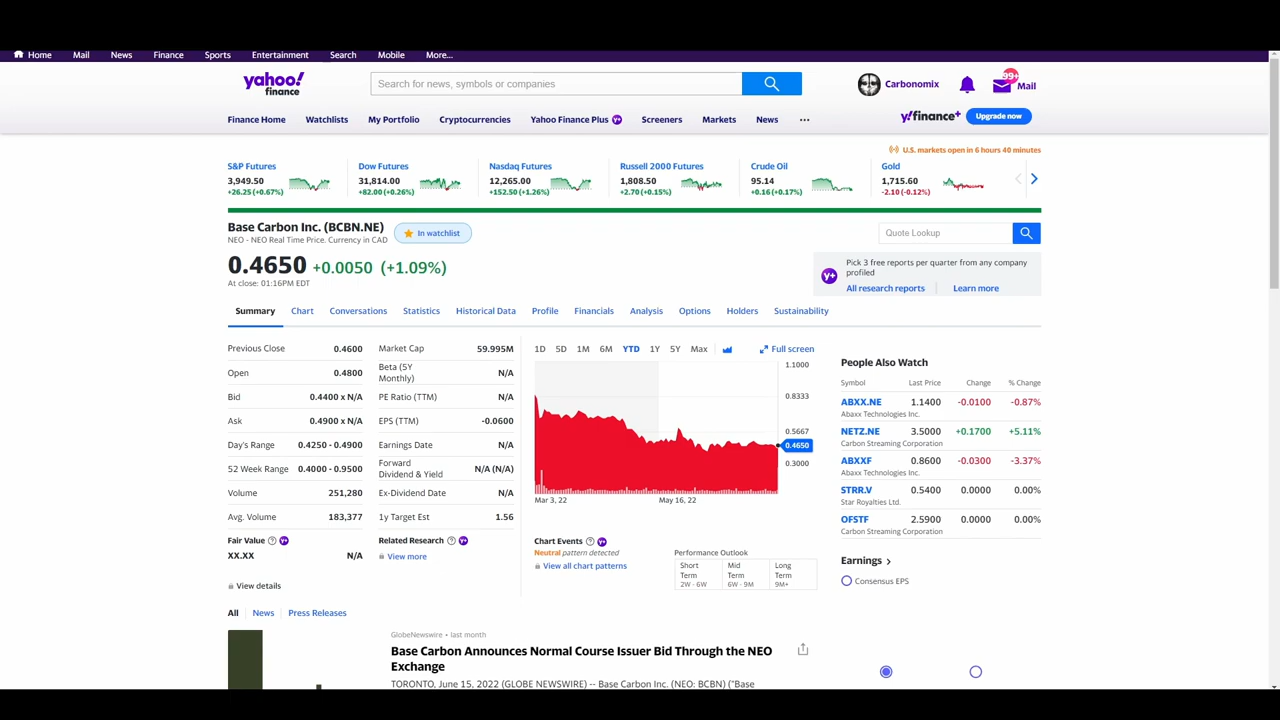 Home Mail News Finance Sports Entertainment Search Mobile More...
yahoo!
finance
Search for news, symbols or companies
Carbonomix
99+
Mail
Finance Home Watchlists My Portfolio Cryptocurrencies Yahoo Finance Plus Y+ Screeners Markets News ...
y!finance+ Upgrade now
U.S. markets open in 6 hours 40 minutes
S&P Futures
3,949.50
+26.25 (+0.67%)
Dow Futures
31,814.00
+82.00 (+0.26%)
Nasdaq Futures
12,265.00
+152.50 (+1.26%)
Russell 2000 Futures
1,808.50
+2.70 (+0.15%)
Crude Oil
95.14
+0.16 (+0.17%)
Gold
1,715.60
-2.10 (-0.12%)
Base Carbon Inc. (BCBN.NE)
In watchlist
NEO - NEO Real Time Price. Currency in CAD
Quote Lookup
0.4650 +0.0050 (+1.09%)
At close: 01:16PM EDT
y+
Pick 3 free reports per quarter from any company
profiled
All research reports Learn more
Summary Chart Conversations Statistics Historical Data Profile Financials Analysis Options Holders Sustainability
Previous Close 0.4600
Open 0.4800
Bid 0.4400 x N/A
Ask 0.4900 x N/A
Day's Range 0.4250 - 0.4900
52 Week Range 0.4000 - 0.9500
Volume 251,280
Avg. Volume 183,377
Market Cap 59.995M
Beta (5Y
Monthly) N/A
PE Ratio (TTM) N/A
EPS (TTM) -0.0600
Earnings Date N/A
Forward
Dividend & Yield N/A (N/A)
Ex-Dividend Date N/A
1y Target Est 1.56
Fair Value ? Y+
XX.XX N/A
View details
Related Research ? Y+
View more
1D 5D 1M 6M YTD 1Y 5Y Max Full screen
1.1000
0.8333
0.5667
0.4650
0.3000
Mar 3, 22 May 16, 22
Chart Events ? Y+
Neutral pattern detected
View all chart patterns
Performance Outlook
Short
Term
2W - 6W
Mid
Term
6W - 9M
Long
Term
9M+
People Also Watch
Symbol Last Price Change % Change
ABXX.NE 1.1400 -0.0100 -0.87%
Abaxx Technologies Inc.
NETZ.NE 3.5000 +0.1700 +5.11%
Carbon Streaming Corporation
ABXXF 0.8600 -0.0300 -3.37%
Abaxx Technologies Inc.
STRR.V 0.5400 0.0000 0.00%
Star Royalties Ltd.
OFSTF 2.5900 0.0000 0.00%
Carbon Streaming Corporation
Earnings
Consensus EPS
All News Press Releases
GlobeNewswire • last month
Base Carbon Announces Normal Course Issuer Bid Through the NEO
Exchange
TORONTO, June 15, 2022 (GLOBE NEWSWIRE) -- Base Carbon Inc. (NEO: BCBN) ("Base